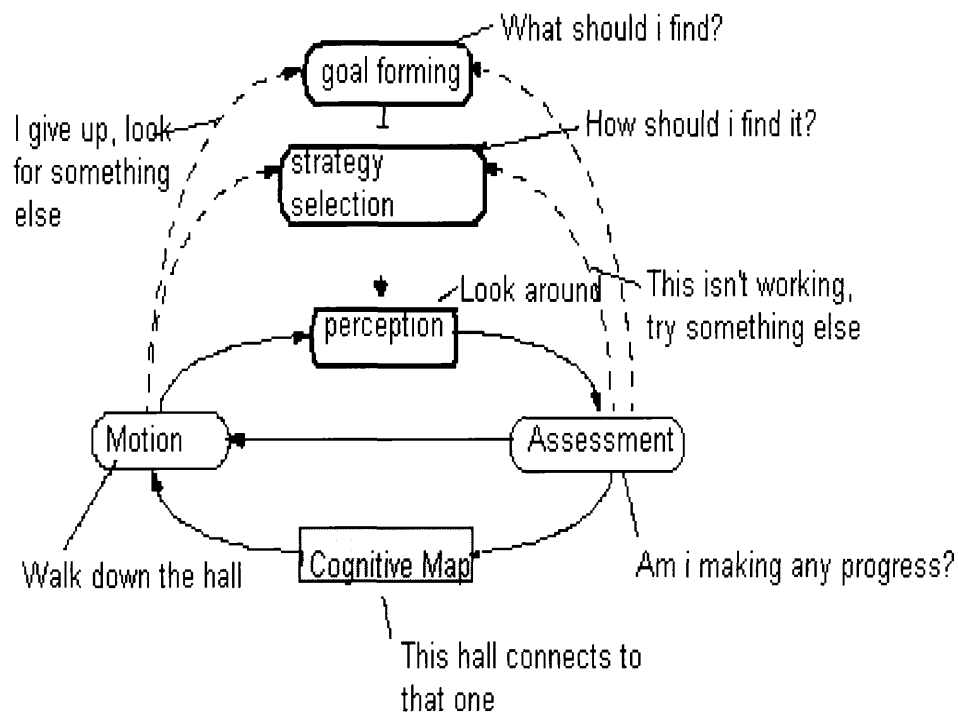 What should i find?
goal forming
I give up, look
for something
else
How should i find it?
strategy
selection
Look around
This isn't working,
try something else
perception
Motion
Assessment
Walk down the hall
Cognitive Map
Am i making any progress?
This hall connects to
that one